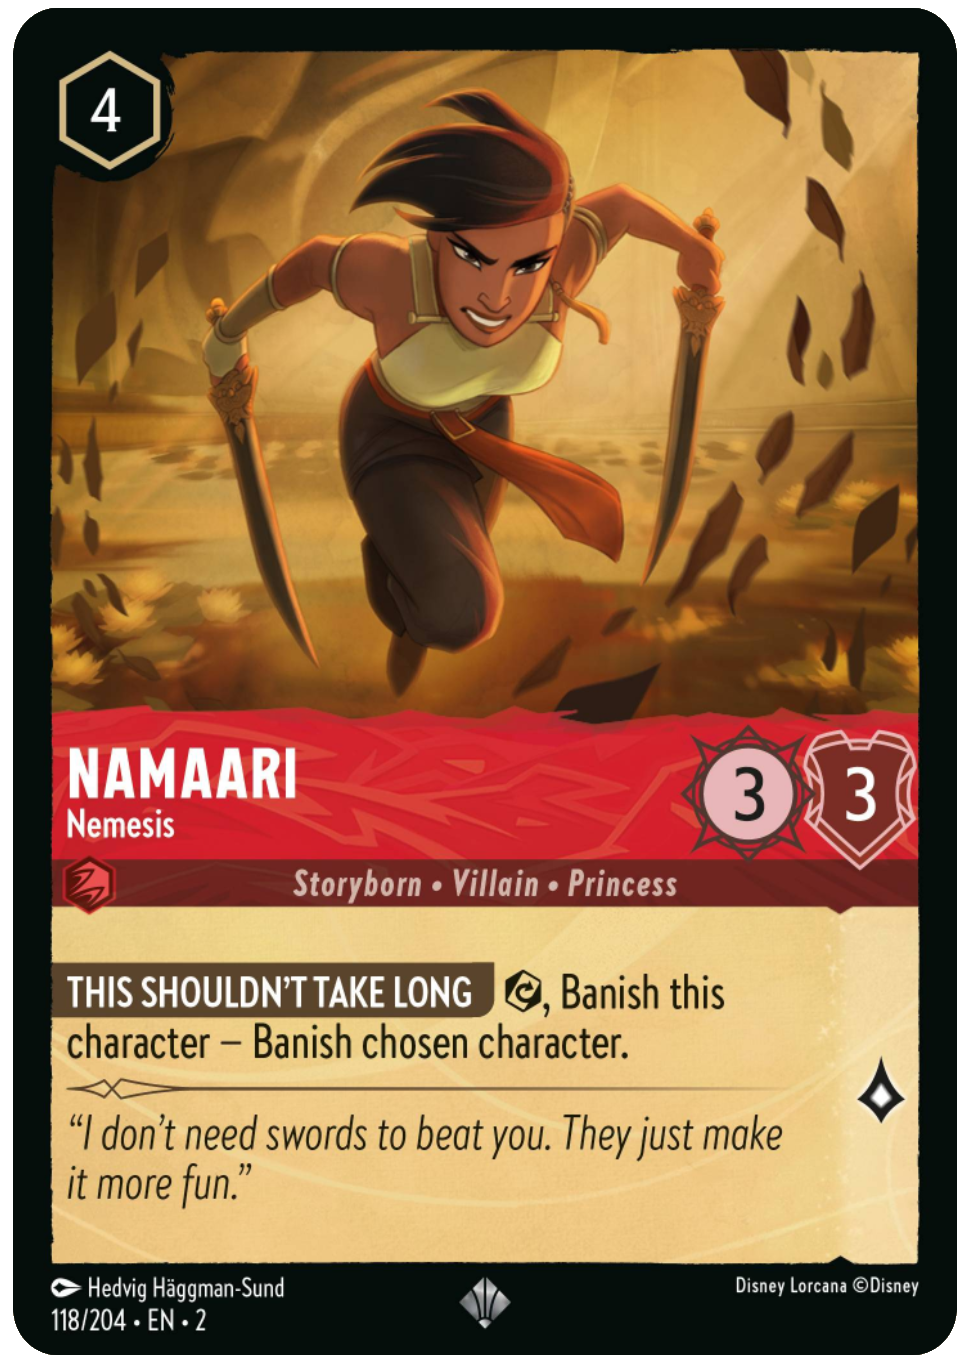 4
NAMAARI
Nemesis
3
3
Storyborn • Villain • Princess
THIS SHOULDN'T TAKE LONG , Banish this
character – Banish chosen character.
“I don’t need swords to beat you. They just make
it more fun.”
Hedvig Häggman-Sund
118/204 • EN • 2
Disney Lorcana ©Disney